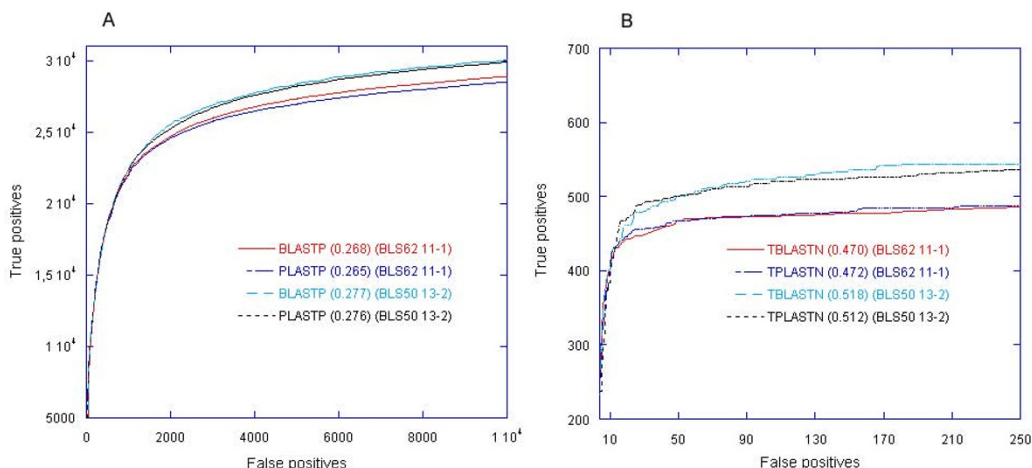 A
True positives
3 10⁴
2,5 10⁴
2 10⁴
1,5 10⁴
1 10⁴
5000
BLASTP (0.268) (BLS62 11-1)
PLASTP (0.265) (BLS62 11-1)
BLASTP (0.277) (BLS50 13-2)
PLASTP (0.276) (BLS50 13-2)
0
2000
4000
6000
8000
1 10⁴
False positives
B
True positives
700
600
500
400
300
200
TBLASTN (0.470) (BLS62 11-1)
TPLASTN (0.472) (BLS62 11-1)
TBLASTN (0.518) (BLS50 13-2)
TPLASTN (0.512) (BLS50 13-2)
10
50
90
130
170
210
250
False positives